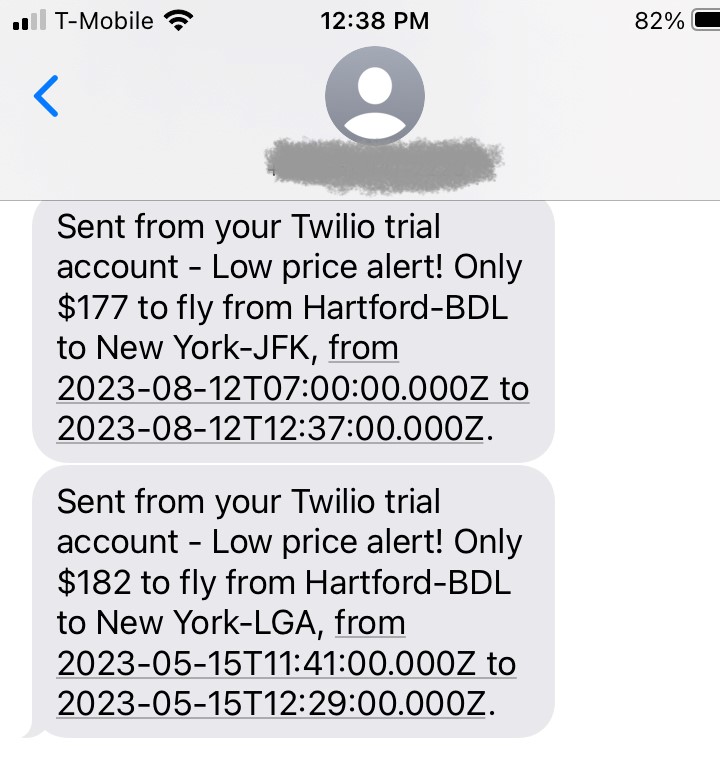 T-Mobile 12:38 PM 82%
Sent from your Twilio trial
account - Low price alert! Only
$177 to fly from Hartford-BDL
to New York-JFK, from
2023-08-12T07:00:00.000Z to
2023-08-12T12:37:00.000Z.
Sent from your Twilio trial
account - Low price alert! Only
$182 to fly from Hartford-BDL
to New York-LGA, from
2023-05-15T11:41:00.000Z to
2023-05-15T12:29:00.000Z.